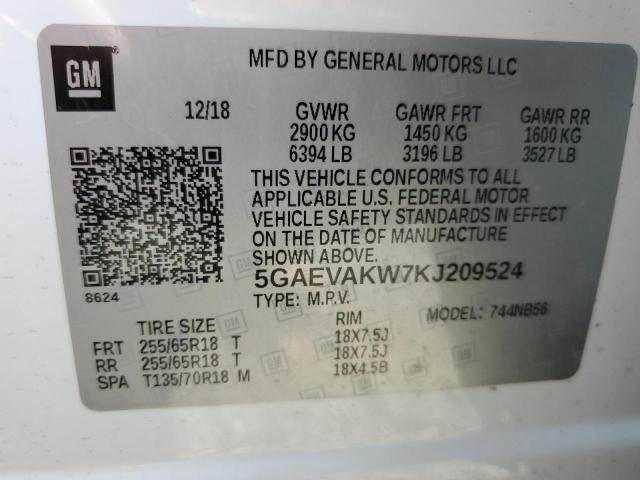 GM
MFD BY GENERAL MOTORS LLC
12/18 GVWR GAWR FRT GAWR RR
2900 KG 1450 KG 1600 KG
6394 LB 3196 LB 3527 LB
THIS VEHICLE CONFORMS TO ALL
APPLICABLE U.S. FEDERAL MOTOR
VEHICLE SAFETY STANDARDS IN EFFECT
ON THE DATE OF MANUFACTURE
SHOWN ABOVE.
8624
5GAEVAKW7KJ209524
TYPE: M.P.V. MODEL: 744NB56
TIRE SIZE RIM
FRT 255/65R18 T 18X7.5J
RR 255/65R18 T 18X7.5J
SPA T135/70R18 M 18X4.5B